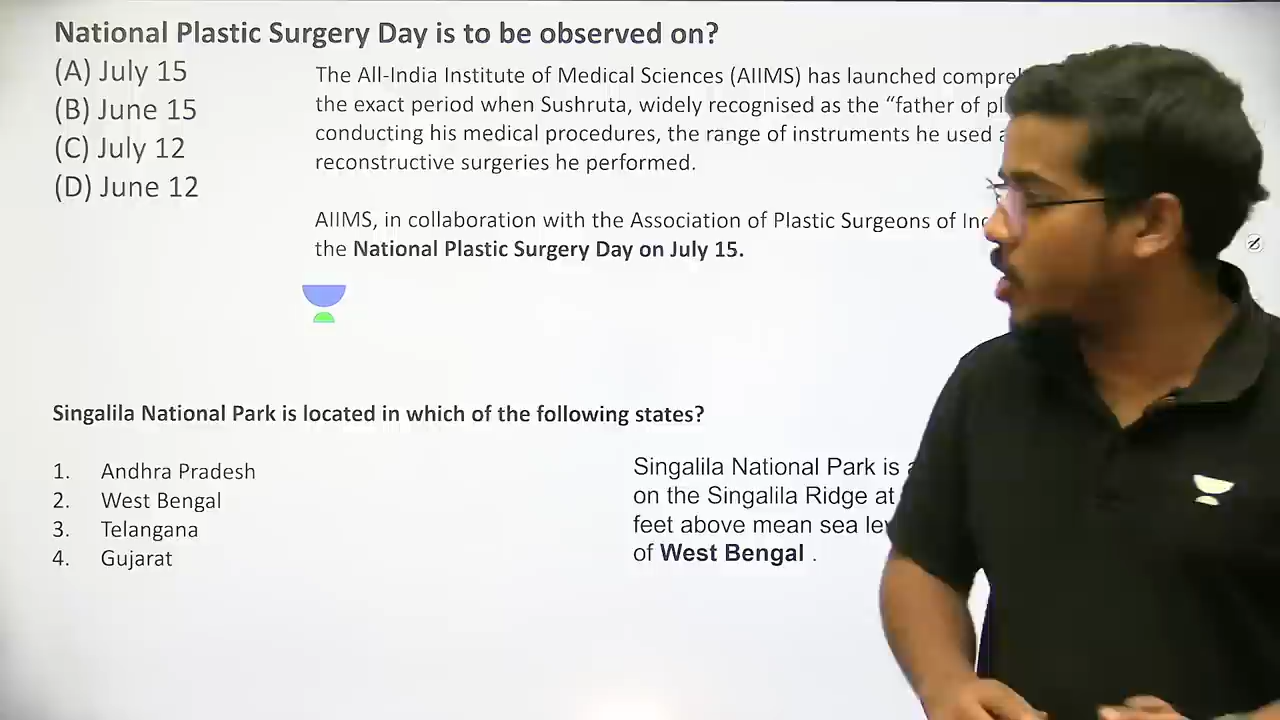 National Plastic Surgery Day is to be observed on?
(A) July 15
(B) June 15
(C) July 12
(D) June 12
The All-India Institute of Medical Sciences (AIIMS) has launched
the exact period when Sushruta, widely recognised as the “father of
conducting his medical procedures, the range of instruments he used
reconstructive surgeries he performed.
AIIMS, in collaboration with the Association of Plastic Surgeons of
the National Plastic Surgery Day on July 15.
Singalila National Park is located in which of the following states?
1. Andhra Pradesh
2. West Bengal
3. Telangana
4. Gujarat
Singalila National Park is
on the Singalila Ridge at
feet above mean sea
of West Bengal .